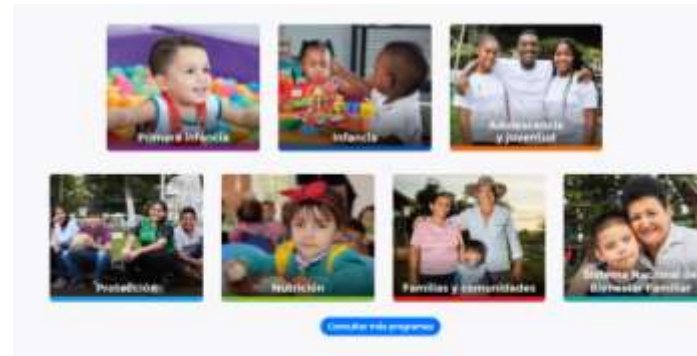 Primera infancia
Infancia
Adolescencia
y juventud
Protección
Nutrición
Familias y comunidades
Sistema Nacional de
Bienestar Familiar
Consultar más programas